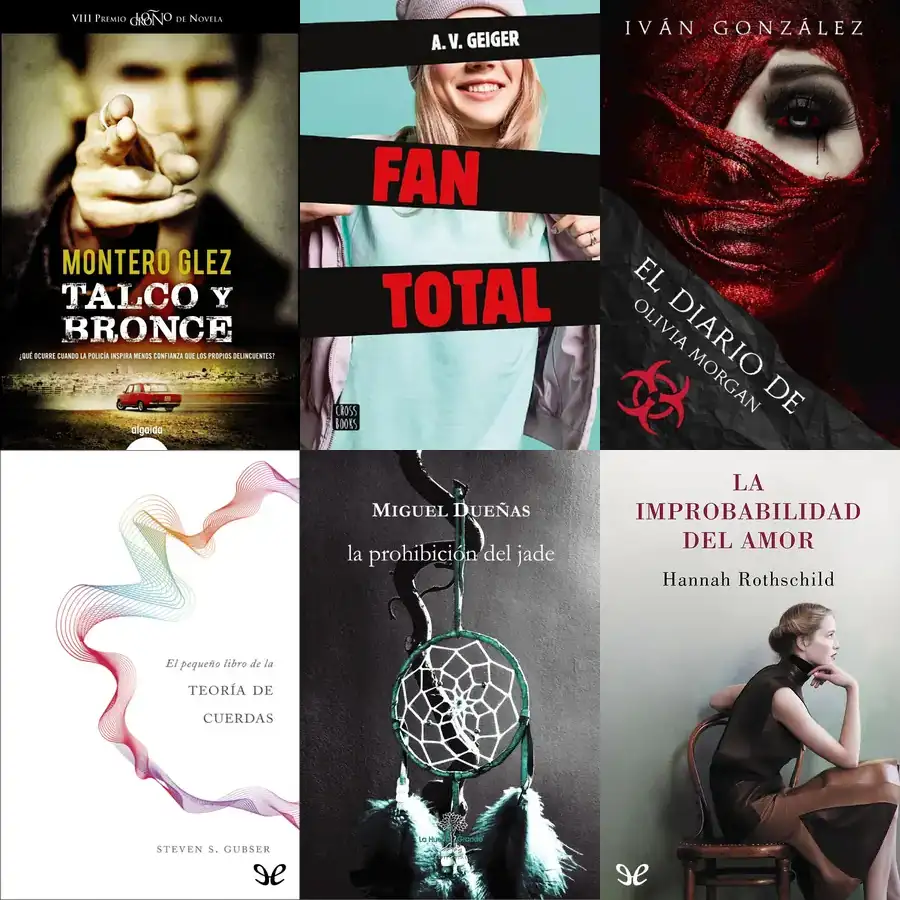 VIII Premio Logroño de Novela
MONTERO GLEZ
TALCO Y
BRONCE
¿QUÉ OCURRE CUANDO LA POLICÍA INSPIRA MENOS CONFIANZA QUE LOS PROPIOS DELINCUENTES?
algaida
A. V. GEIGER
FAN
TOTAL
CROSS
BOOKS
IVÁN GONZÁLEZ
EL DIARIO DE
OLIVIA MORGAN
El pequeño libro de la
TEORÍA DE
CUERDAS
STEVEN S. GUBSER
Miguel Dueñas
la prohibición del jade
LA
IMPROBABILIDAD
DEL AMOR
Hannah Rothschild